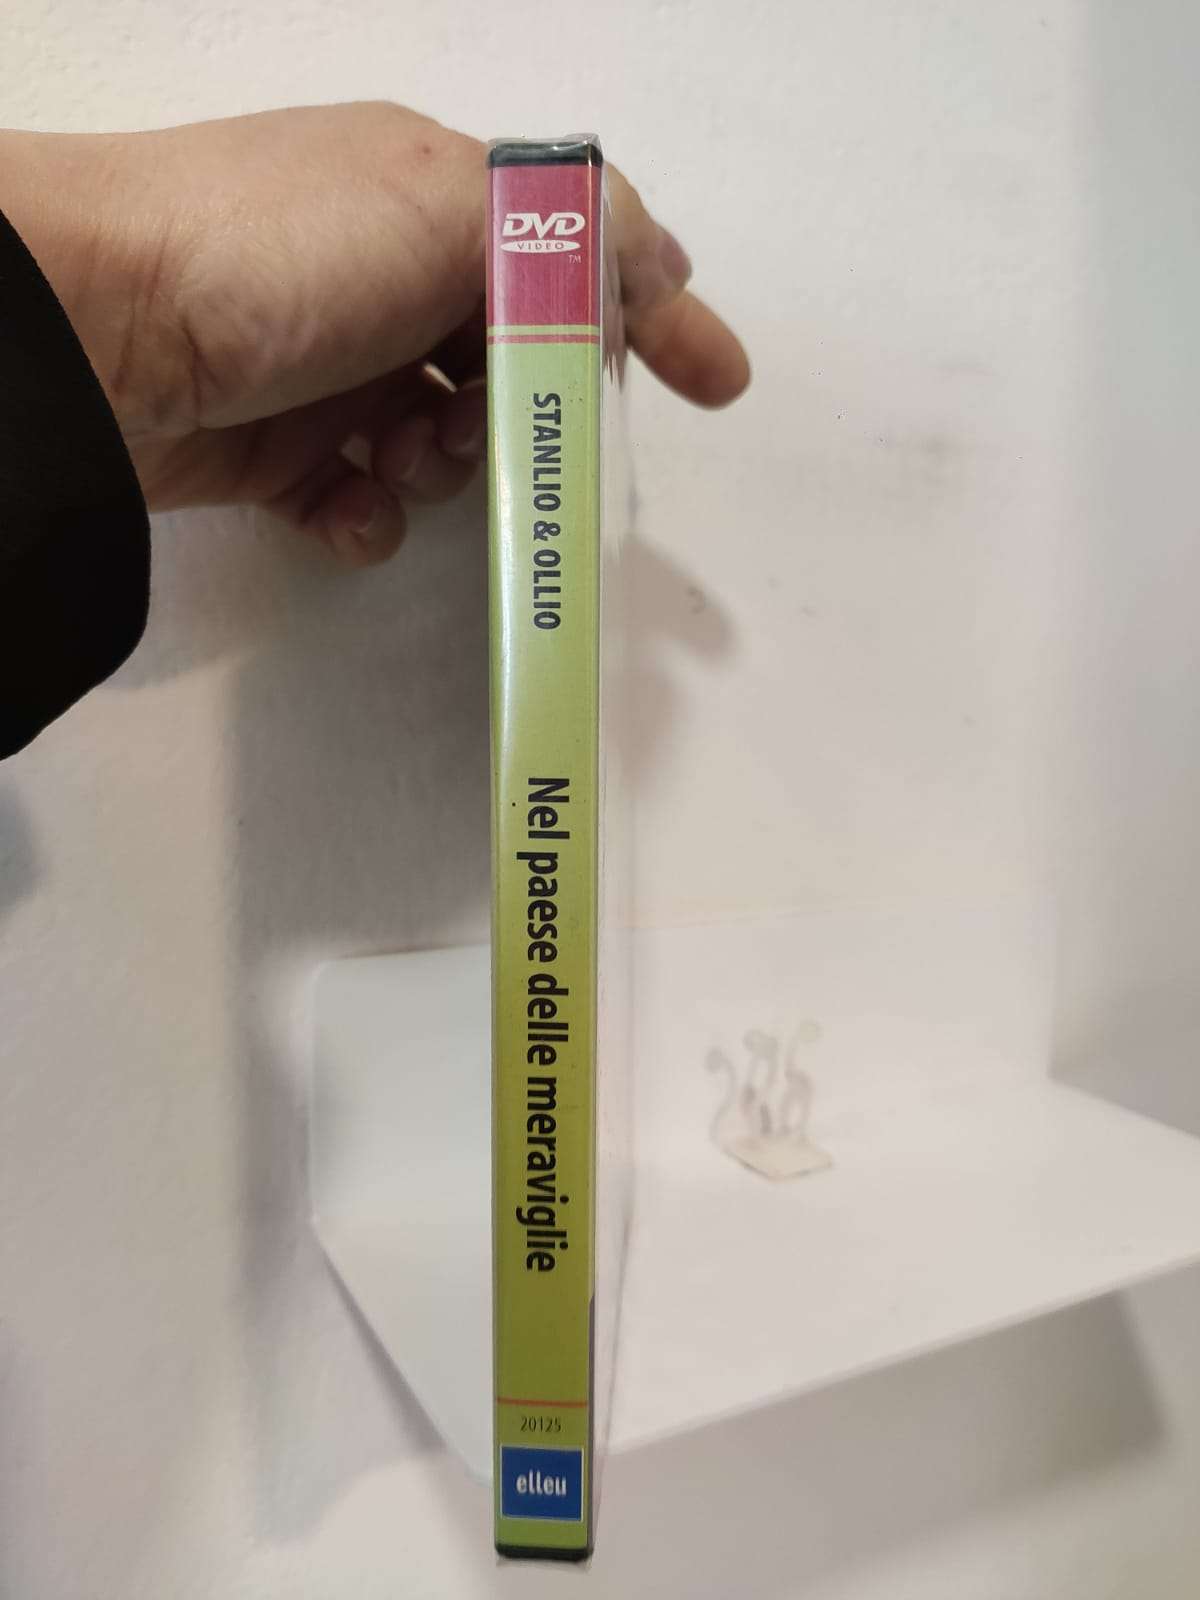 DVD
VIDEO
TM
STANLIO & OLLIO
Nel paese delle meraviglie
20125
elleu